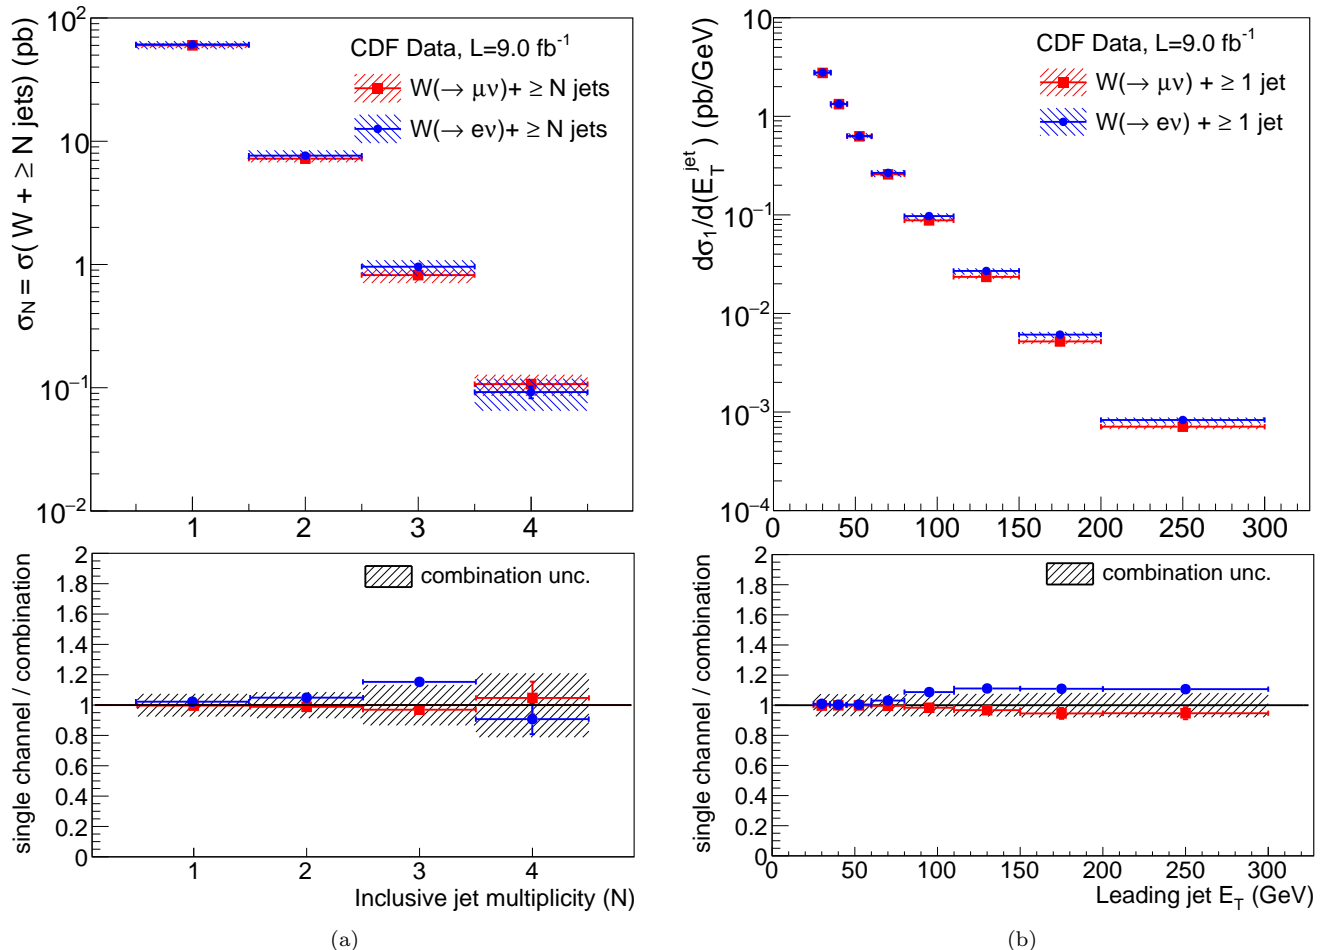 σN = σ( W + ≥ N jets) (pb)
10²
10
1
10⁻¹
10⁻²
CDF Data, L=9.0 fb⁻¹
W(→ μν)+ ≥ N jets
W(→ eν)+ ≥ N jets
1 2 3 4
single channel / combination
2
1.8
1.6
1.4
1.2
1
0.8
0.6
0.4
0.2
0
combination unc.
1 2 3 4
Inclusive jet multiplicity (N)
(a)
dσ₁/d(E_T^jet) (pb/GeV)
10
1
10⁻¹
10⁻²
10⁻³
10⁻⁴
CDF Data, L=9.0 fb⁻¹
W(→ μν) + ≥ 1 jet
W(→ eν) + ≥ 1 jet
0 50 100 150 200 250 300
single channel / combination
2
1.8
1.6
1.4
1.2
1
0.8
0.6
0.4
0.2
0
combination unc.
0 50 100 150 200 250 300
Leading jet E_T (GeV)
(b)